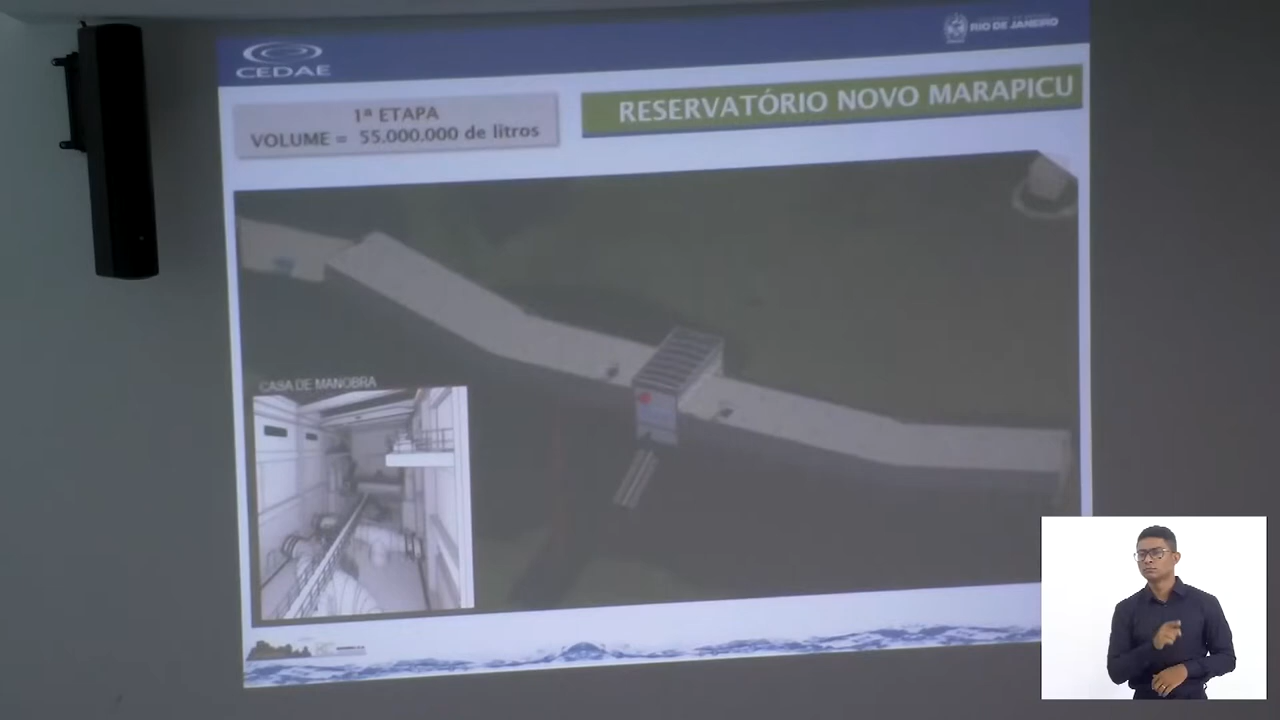 CEDAE
RIO DE JANEIRO
1ª ETAPA
VOLUME = 55.000.000 de litros
RESERVATÓRIO NOVO MARAPICU
CASA DE MANOBRA